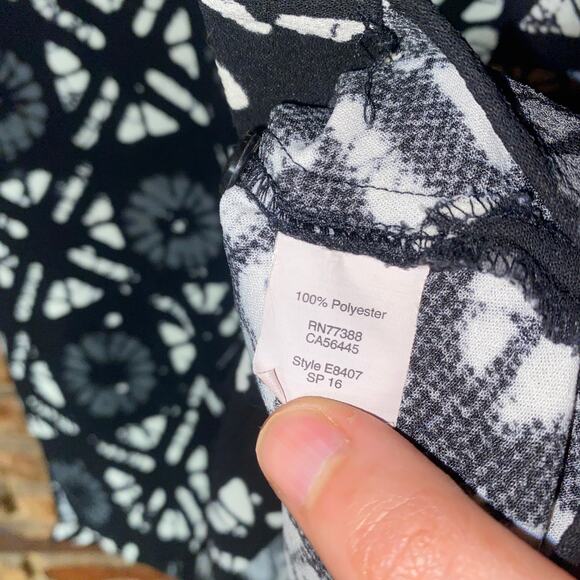 100% Polyester
RN77388
CA56445
Style E8407
SP 16